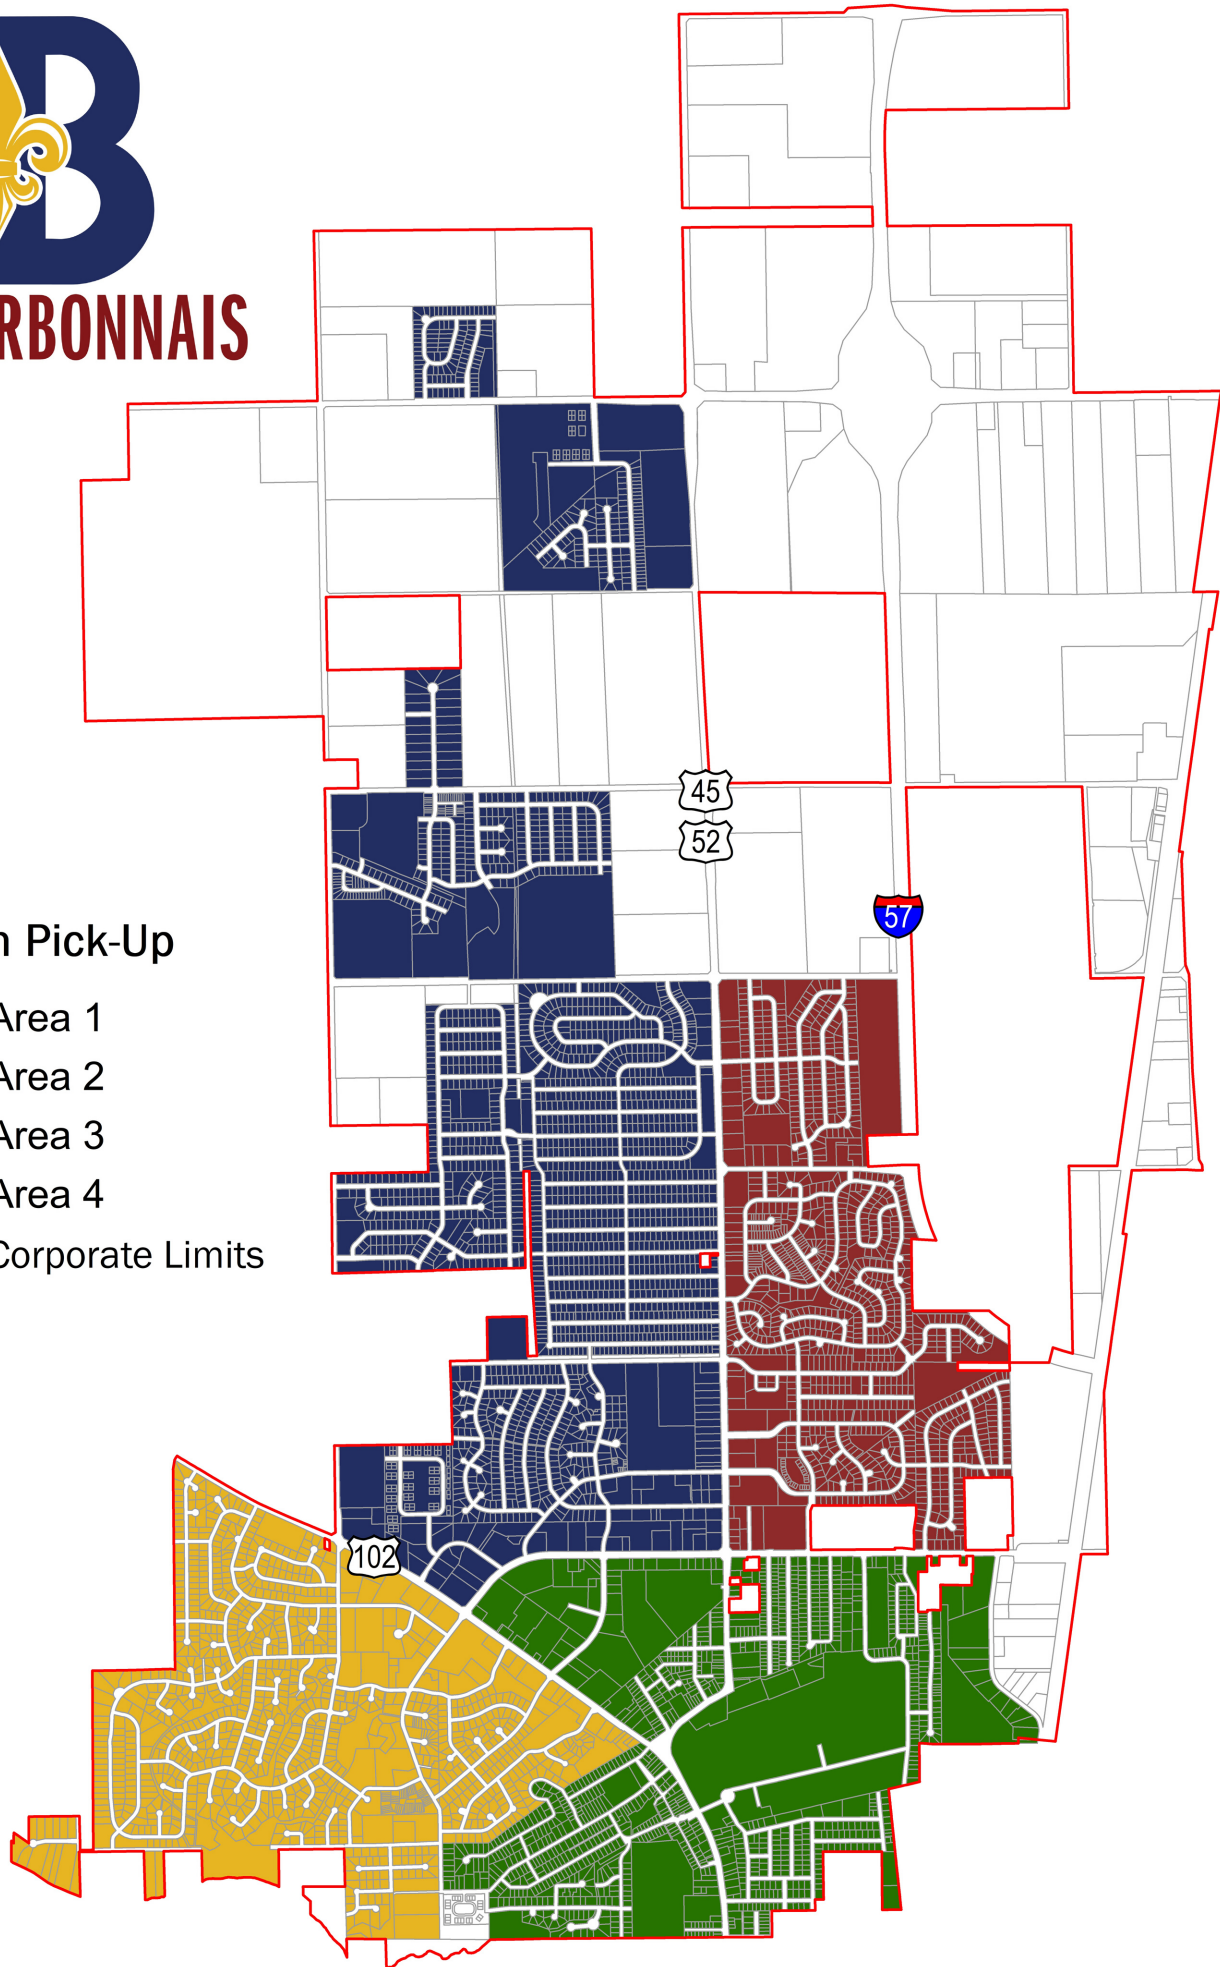 B
RBONNAIS
45
52
57
n Pick-Up
Area 1
Area 2
Area 3
Area 4
Corporate Limits
102